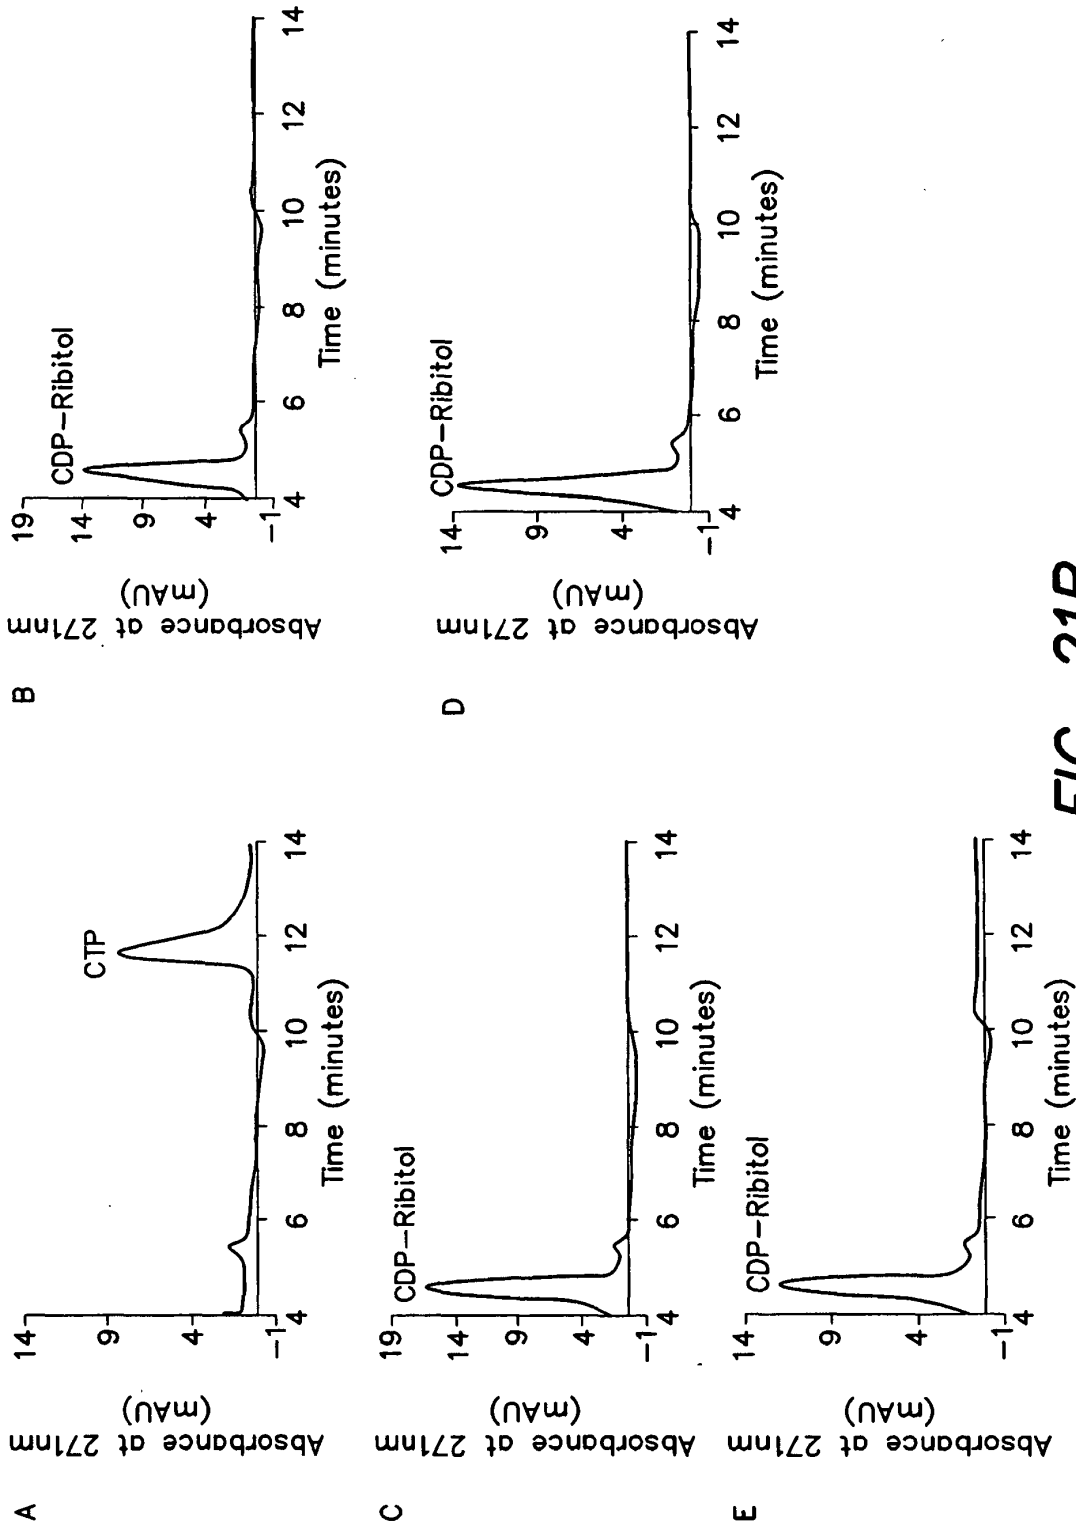 A
Absorbance at 271nm
(mAU)
14
9
4
-1
4
6
8
10
12
14
Time (minutes)
CTP
B
Absorbance at 271nm
(mAU)
19
14
9
4
-1
4
6
8
10
12
14
Time (minutes)
CDP-Ribitol
C
Absorbance at 271nm
(mAU)
19
14
9
4
-1
4
6
8
10
12
14
Time (minutes)
CDP-Ribitol
D
Absorbance at 271nm
(mAU)
14
9
4
-1
4
6
8
10
12
14
Time (minutes)
CDP-Ribitol
E
Absorbance at 271nm
(mAU)
14
9
4
-1
4
6
8
10
12
14
Time (minutes)
CDP-Ribitol